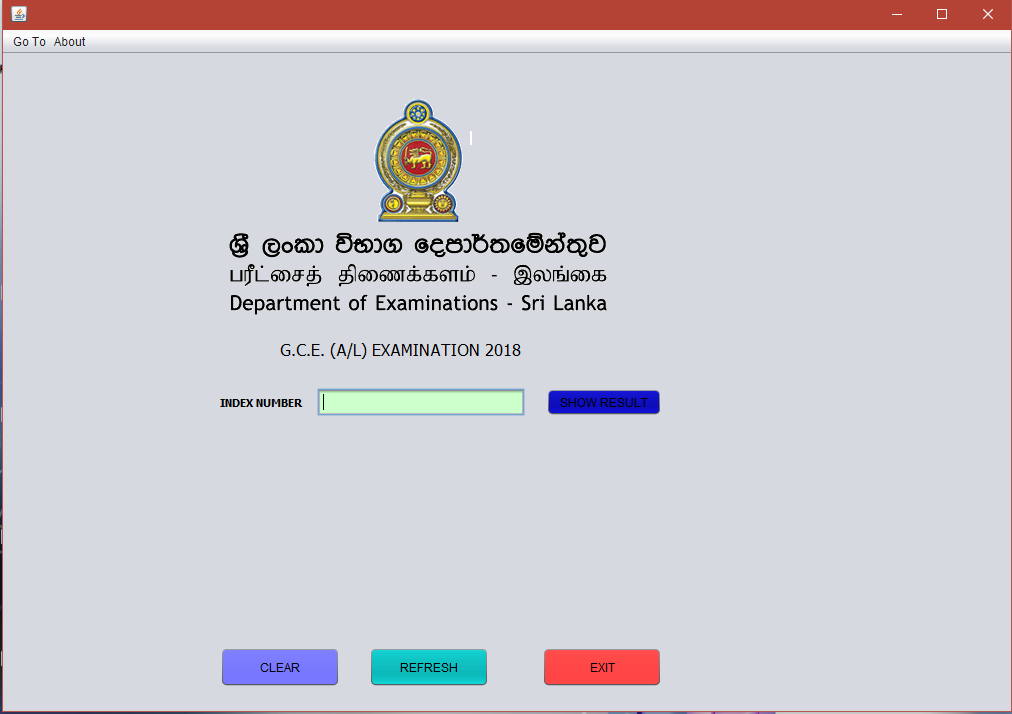 Go To About
ශ්‍රී ලංකා විභාග දෙපාර්තමේන්තුව
பரீட்சைத் திணைக்களம் - இலங்கை
Department of Examinations - Sri Lanka
G.C.E. (A/L) EXAMINATION 2018
INDEX NUMBER SHOW RESULT
CLEAR REFRESH EXIT